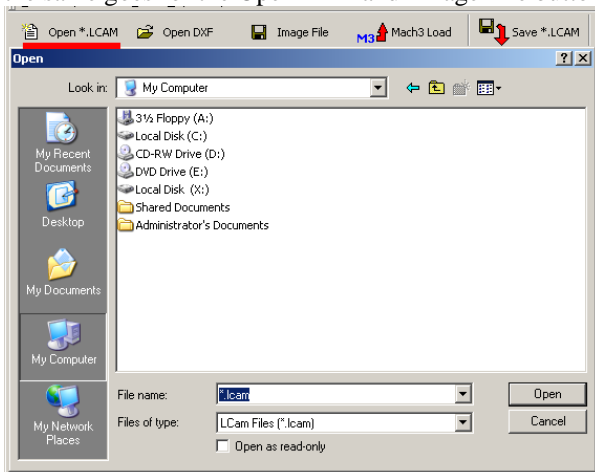 Open *.LCAM Open DXF Image File M3 Mach3 Load Save *.LCAM
Open
Look in: My Computer
3½ Floppy (A:)
Local Disk (C:)
CD-RW Drive (D:)
DVD Drive (E:)
Local Disk (X:)
Shared Documents
Administrator's Documents
My Recent
Documents
Desktop
My Documents
My Computer
My Network
Places
File name: *.lcam Open
Files of type: LCam Files (*.lcam) Cancel
Open as read-only